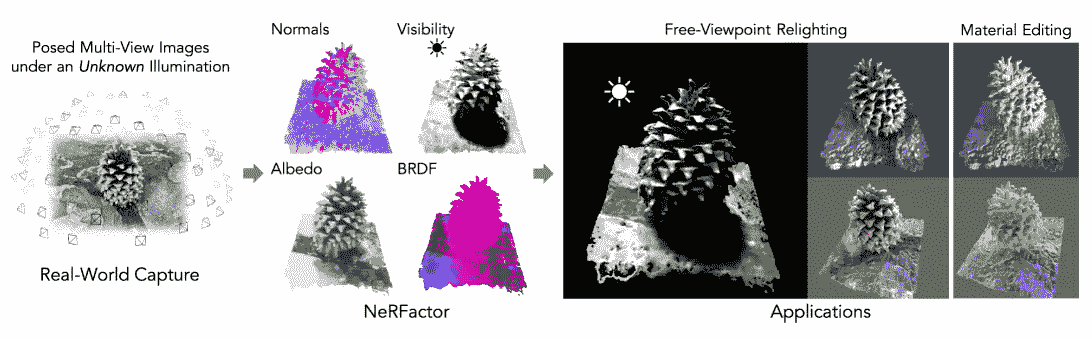 Posed Multi-View Images
under an Unknown Illumination
Real-World Capture
Normals
Visibility
Albedo
BRDF
NeRFactor
Free-Viewpoint Relighting
Material Editing
Applications